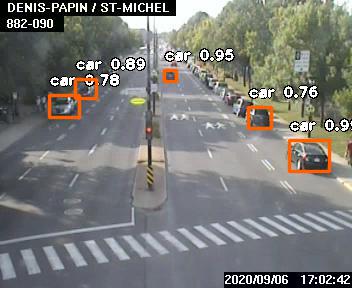 DENIS-PAPIN / ST-MICHEL
882-090
car 0.95
car 0.89
car 0.78
car 0.76
car 0.99
2020/09/06 17:02:42